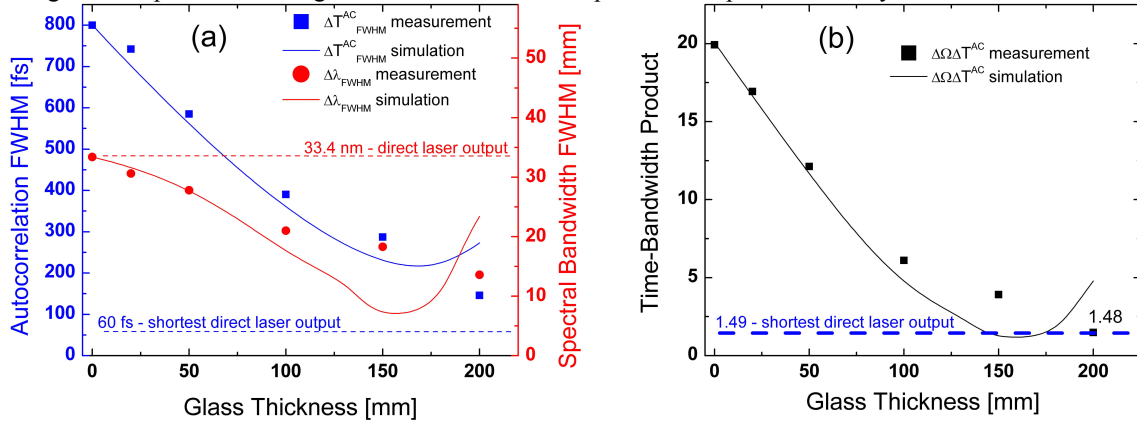 800
700
600
500
400
300
200
100
0
Autocorrelation FWHM [fs]
(a)
ΔT^AC_FWHM measurement
ΔT^AC_FWHM simulation
Δλ_FWHM measurement
Δλ_FWHM simulation
33.4 nm - direct laser output
60 fs - shortest direct laser output
50
40
30
20
10
0
Spectral Bandwidth FWHM [mm]
0 50 100 150 200
Glass Thickness [mm]
20
15
10
5
0
Time-Bandwidth Product
(b)
ΔΩΔT^AC measurement
ΔΩΔT^AC simulation
1.49 - shortest direct laser output
1.48
0 50 100 150 200
Glass Thickness [mm]